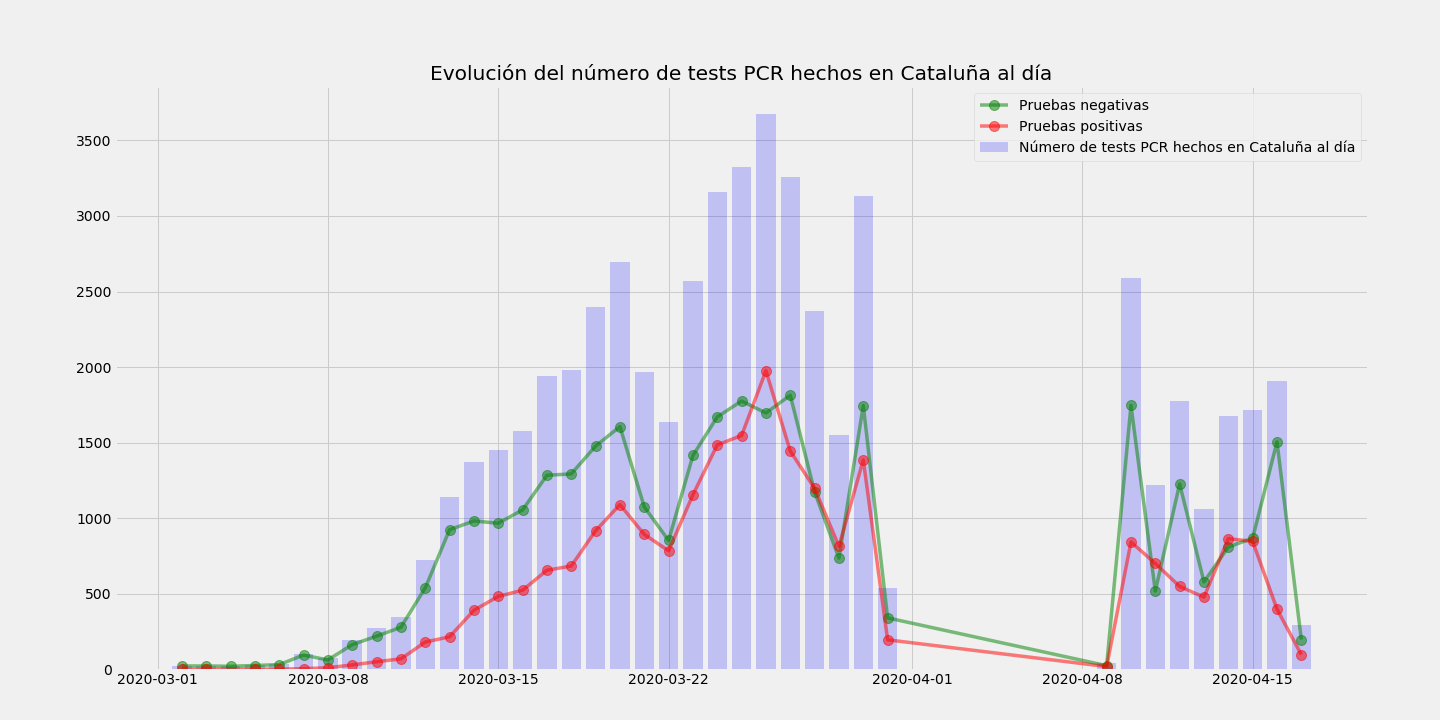 Evolución del número de tests PCR hechos en Cataluña al día
Pruebas negativas
Pruebas positivas
Número de tests PCR hechos en Cataluña al día
3500
3000
2500
2000
1500
1000
500
0
2020-03-01 2020-03-08 2020-03-15 2020-03-22 2020-04-01 2020-04-08 2020-04-15